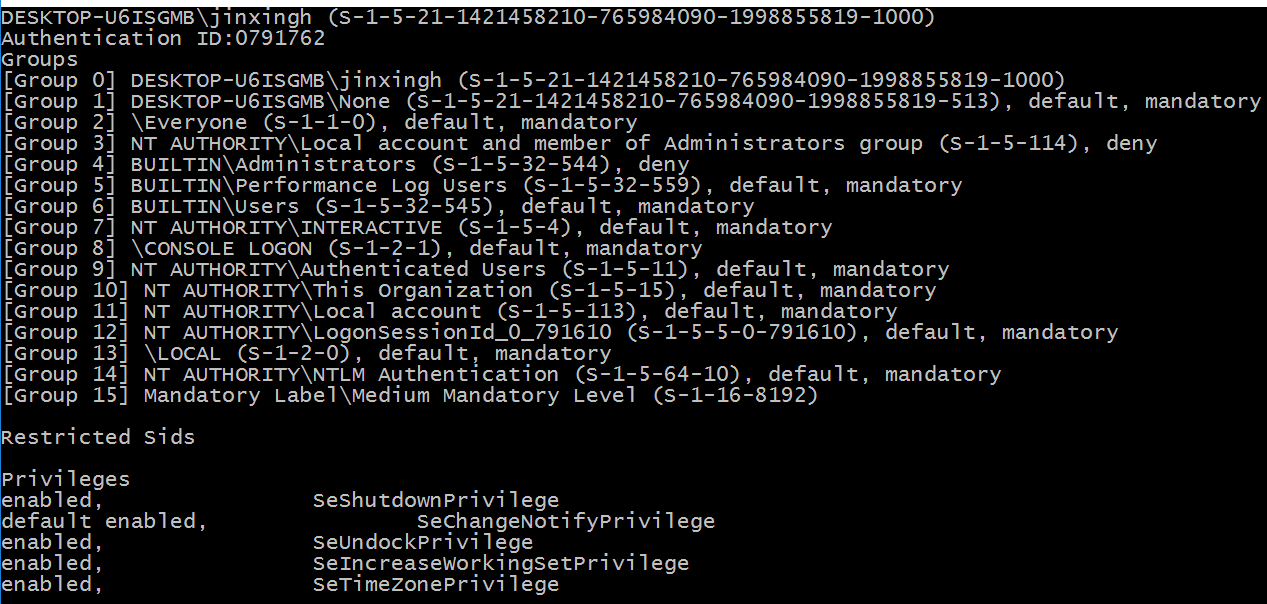 DESKTOP-U6ISGMB\jinxingh (S-1-5-21-1421458210-765984090-1998855819-1000)
Authentication ID:0791762
Groups
[Group 0] DESKTOP-U6ISGMB\jinxingh (S-1-5-21-1421458210-765984090-1998855819-1000)
[Group 1] DESKTOP-U6ISGMB\None (S-1-5-21-1421458210-765984090-1998855819-513), default, mandatory
[Group 2] \Everyone (S-1-1-0), default, mandatory
[Group 3] NT AUTHORITY\Local account and member of Administrators group (S-1-5-114), deny
[Group 4] BUILTIN\Administrators (S-1-5-32-544), deny
[Group 5] BUILTIN\Performance Log Users (S-1-5-32-559), default, mandatory
[Group 6] BUILTIN\Users (S-1-5-32-545), default, mandatory
[Group 7] NT AUTHORITY\INTERACTIVE (S-1-5-4), default, mandatory
[Group 8] \CONSOLE LOGON (S-1-2-1), default, mandatory
[Group 9] NT AUTHORITY\Authenticated Users (S-1-5-11), default, mandatory
[Group 10] NT AUTHORITY\This Organization (S-1-5-15), default, mandatory
[Group 11] NT AUTHORITY\Local account (S-1-5-113), default, mandatory
[Group 12] NT AUTHORITY\LogonSessionId_0_791610 (S-1-5-5-0-791610), default, mandatory
[Group 13] \LOCAL (S-1-2-0), default, mandatory
[Group 14] NT AUTHORITY\NTLM Authentication (S-1-5-64-10), default, mandatory
[Group 15] Mandatory Label\Medium Mandatory Level (S-1-16-8192)
Restricted Sids
Privileges
enabled, SeShutdownPrivilege
default enabled, SeChangeNotifyPrivilege
enabled, SeUndockPrivilege
enabled, SeIncreaseWorkingSetPrivilege
enabled, SeTimeZonePrivilege